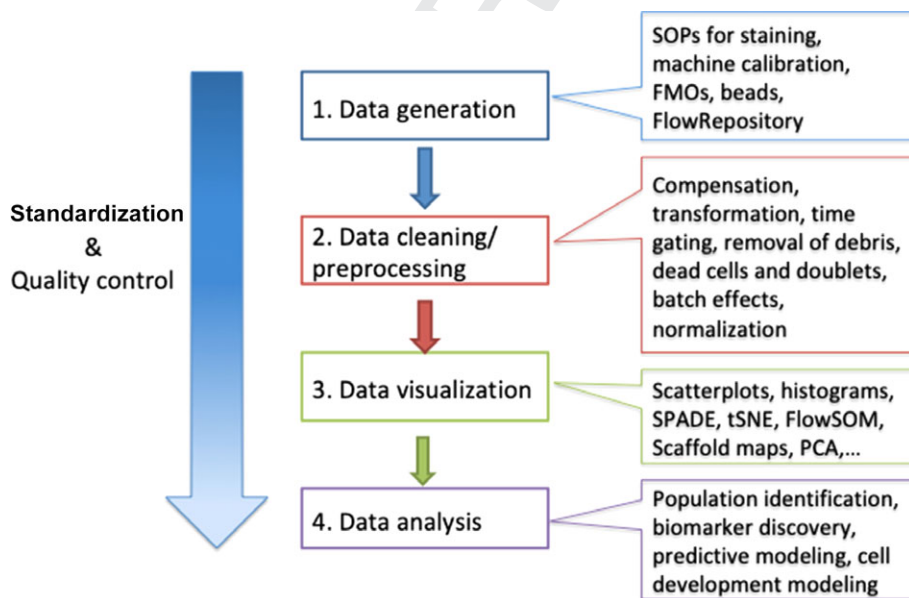 Standardization
&
Quality control
1. Data generation
SOPs for staining,
machine calibration,
FMOs, beads,
FlowRepository
2. Data cleaning/
preprocessing
Compensation,
transformation, time
gating, removal of debris,
dead cells and doublets,
batch effects,
normalization
3. Data visualization
Scatterplots, histograms,
SPADE, tSNE, FlowSOM,
Scaffold maps, PCA,...
4. Data analysis
Population identification,
biomarker discovery,
predictive modeling, cell
development modeling